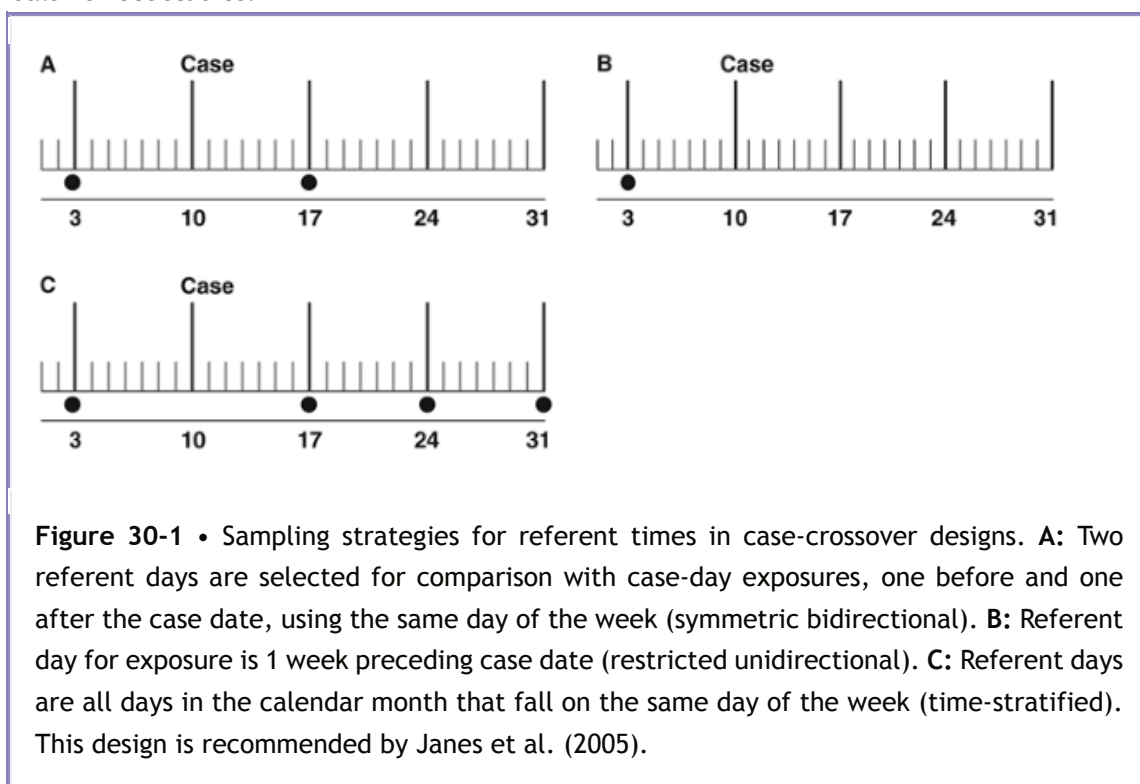 A Case
3 10 17 24 31
B Case
3 10 17 24 31
C Case
3 10 17 24 31
Figure 30-1 • Sampling strategies for referent times in case-crossover designs. A: Two
referent days are selected for comparison with case-day exposures, one before and one
after the case date, using the same day of the week (symmetric bidirectional). B: Referent
day for exposure is 1 week preceding case date (restricted unidirectional). C: Referent days
are all days in the calendar month that fall on the same day of the week (time-stratified).
This design is recommended by Janes et al. (2005).